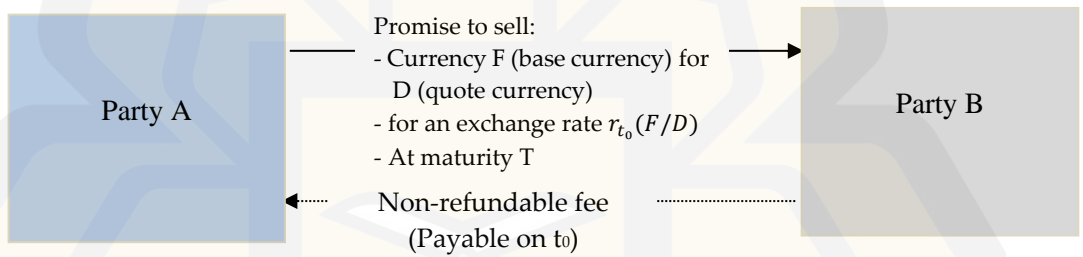 Party A
Promise to sell:
- Currency F (base currency) for
D (quote currency)
- for an exchange rate r_{t_0}(F/D)
- At maturity T
Non-refundable fee
(Payable on t₀)
Party B